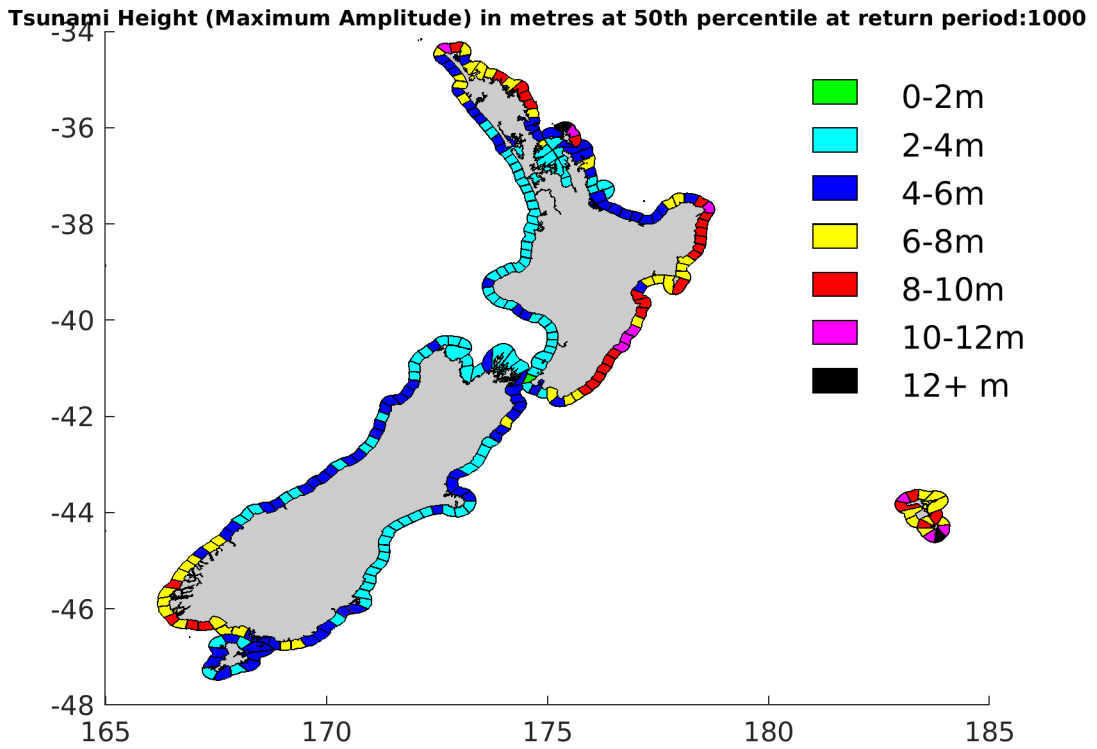 Tsunami Height (Maximum Amplitude) in metres at 50th percentile at return period:1000
-34
-36
-38
-40
-42
-44
-46
-48
165
170
175
180
185
0-2m
2-4m
4-6m
6-8m
8-10m
10-12m
12+ m